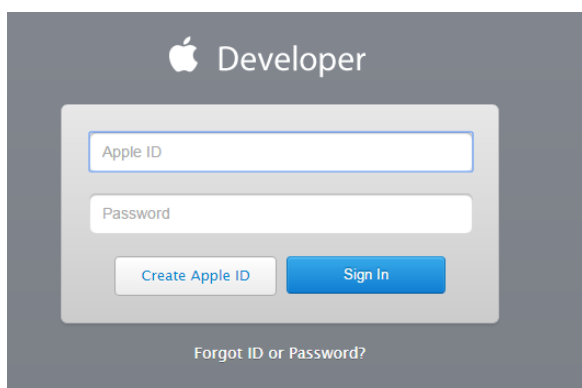 Developer
Apple ID
Password
Create Apple ID Sign In
Forgot ID or Password?